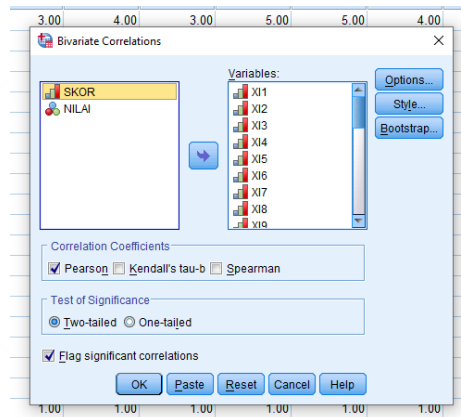 3.00 4.00 3.00 5.00 5.00 4.00
Bivariate Correlations
Variables:
SKOR
NILAI
XI1
XI2
XI3
XI4
XI5
XI6
XI7
XI8
XI9
Options...
Style...
Bootstrap...
Correlation Coefficients
Pearson Kendall's tau-b Spearman
Test of Significance
Two-tailed One-tailed
Flag significant correlations
OK Paste Reset Cancel Help
1.00 1.00 1.00 1.00 1.00 1.00